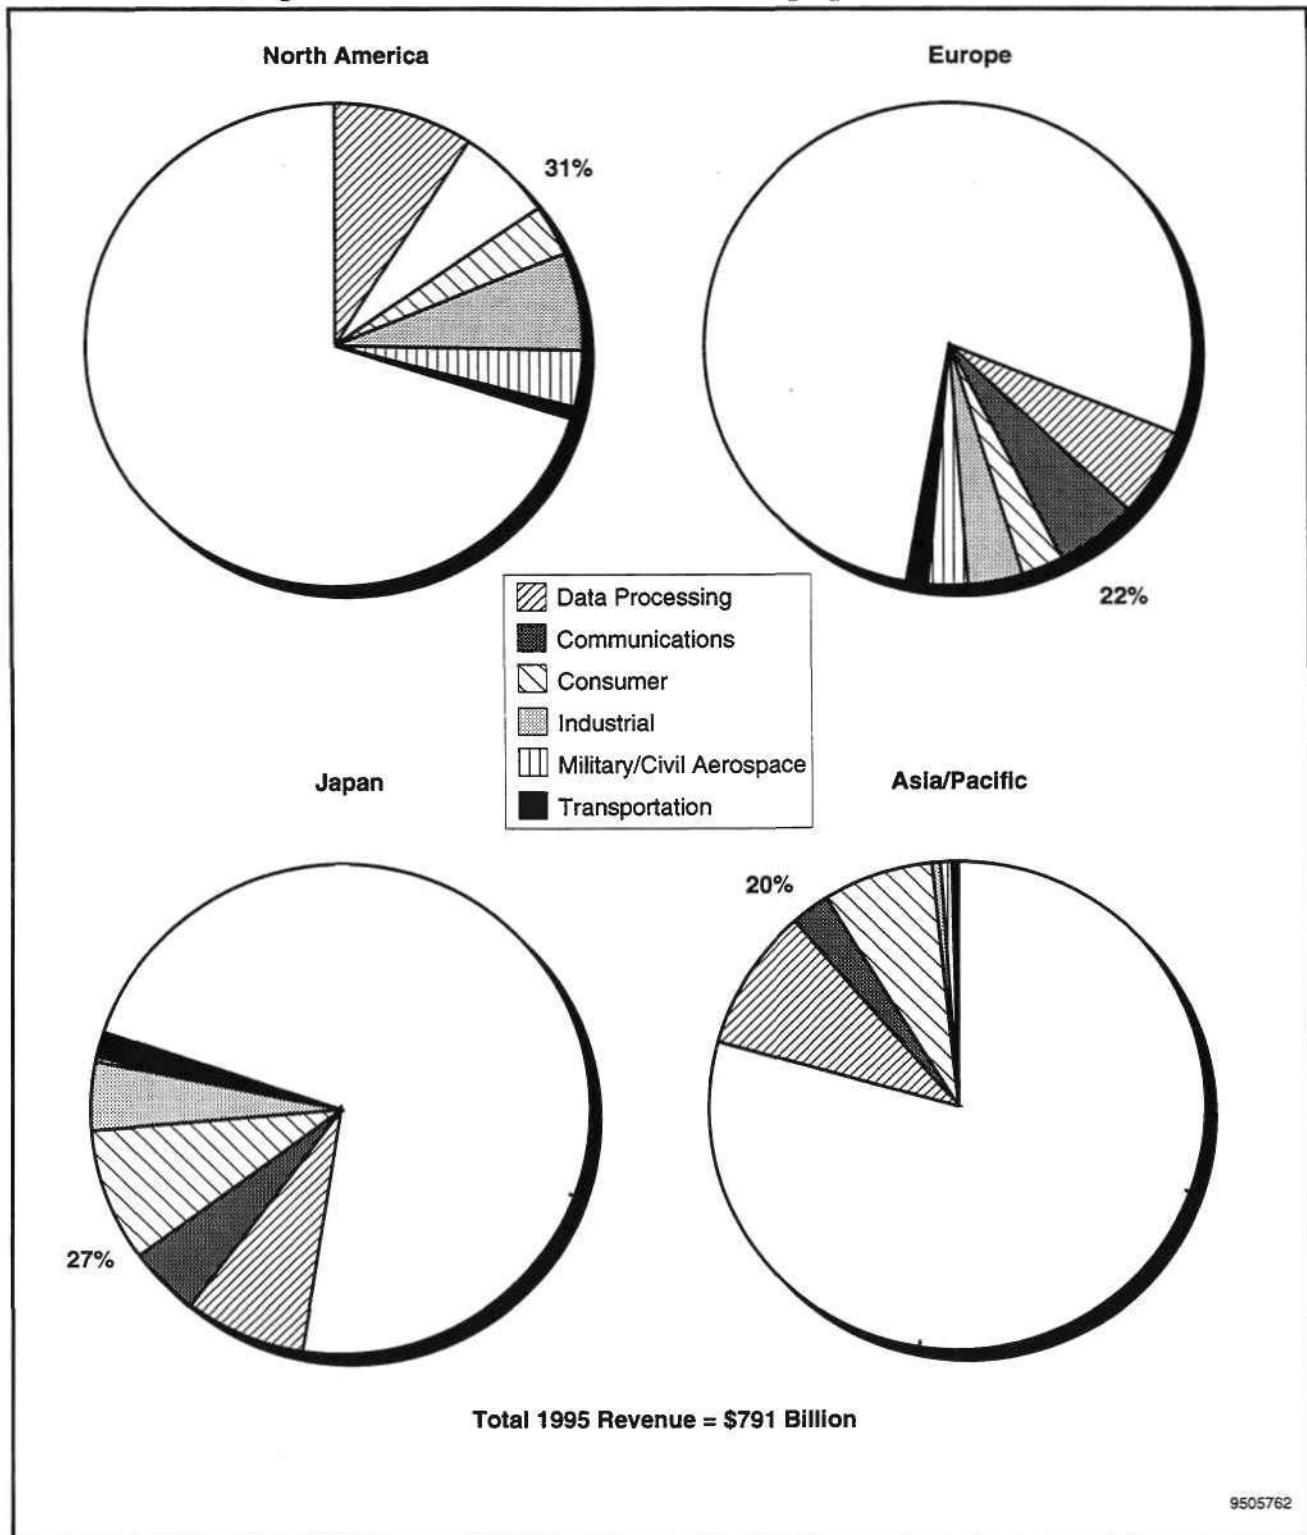 North America
Europe
31%
22%
Data Processing
Communications
Consumer
Industrial
Military/Civil Aerospace
Transportation
Japan
Asia/Pacific
20%
27%
Total 1995 Revenue = $791 Billion
9505762